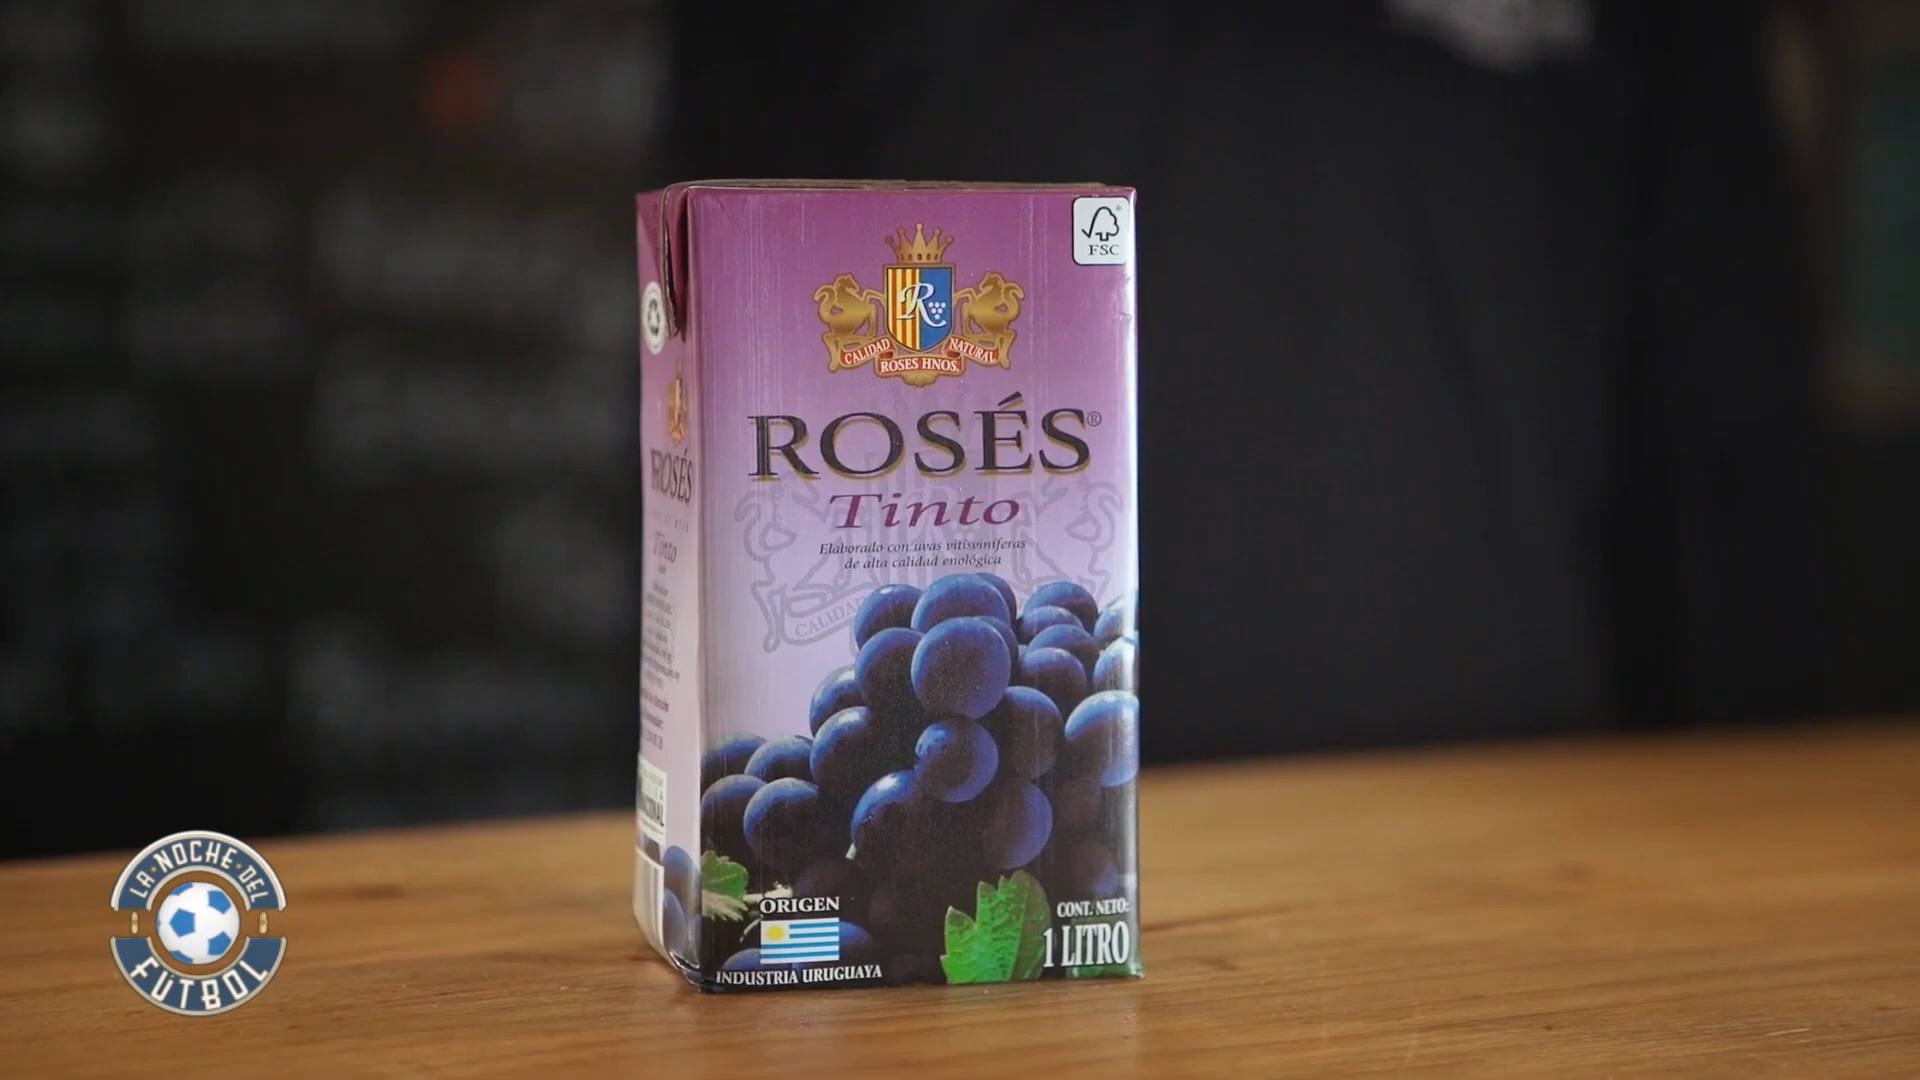 FSC
R
CALIDAD NATURAL
ROSES HNOS.
ROSÉS®
Tinto
Elaborado con uvas vitisviníferas
de alta calidad enológica
CALIDAD
ORIGEN
INDUSTRIA URUGUAYA
CONT. NETO:
1 LITRO
ROSÉS
Tinto
LA NOCHE DEL
FÚTBOL